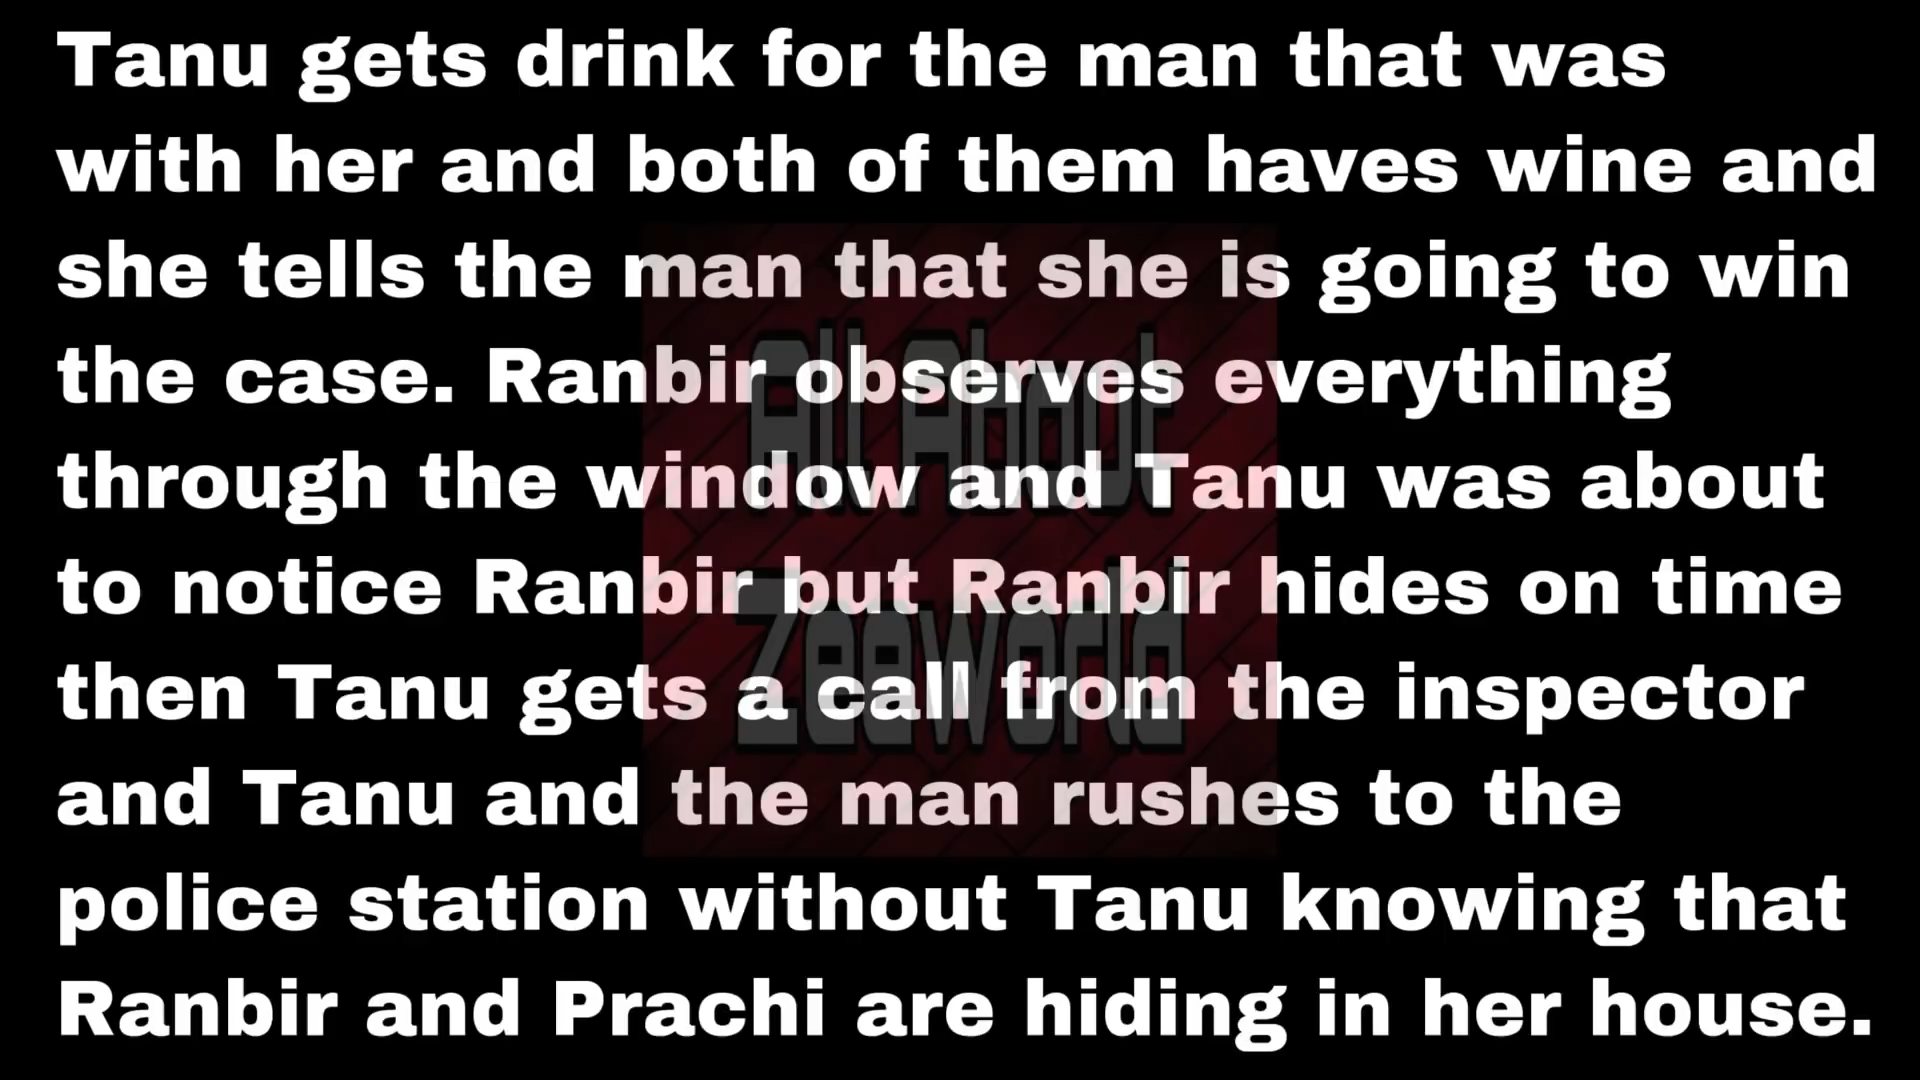 Tanu gets drink for the man that was
with her and both of them haves wine and
she tells the man that she is going to win
the case. Ranbir observes everything
through the window and Tanu was about
to notice Ranbir but Ranbir hides on time
then Tanu gets a call from the inspector
and Tanu and the man rushes to the
police station without Tanu knowing that
Ranbir and Prachi are hiding in her house.
All About
Zeeworld